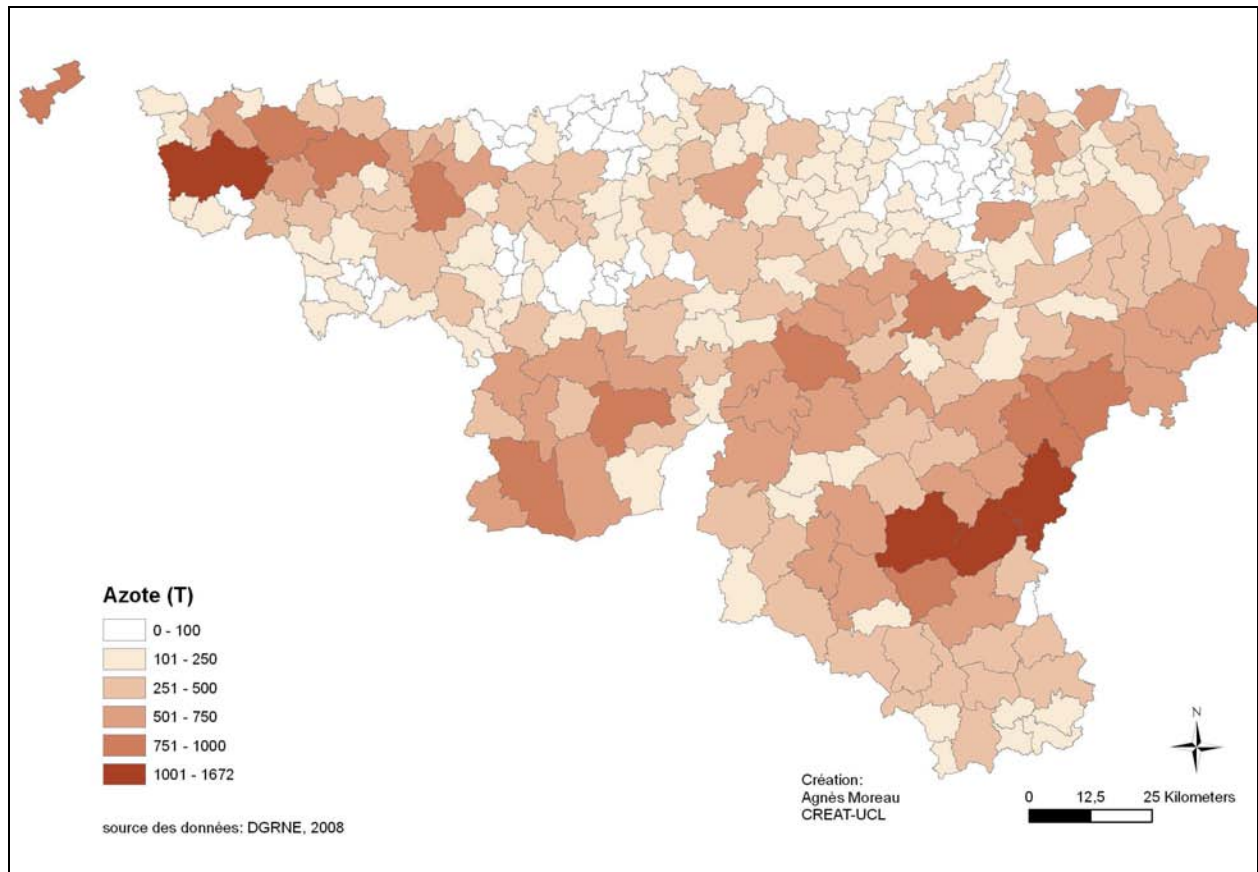 Azote (T)
0 - 100
101 - 250
251 - 500
501 - 750
751 - 1000
1001 - 1672
source des données: DGRNE, 2008
Création:
Agnès Moreau
CREAT-UCL
N
0 12,5 25 Kilometers